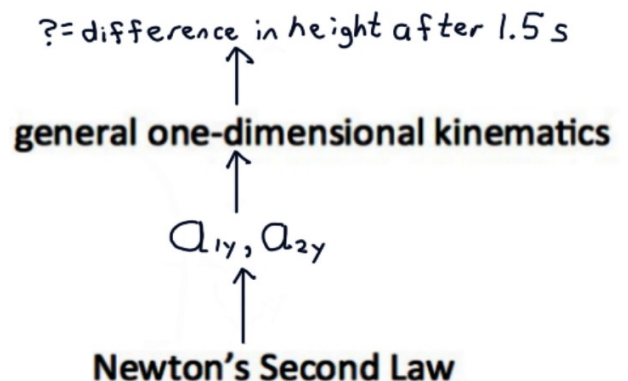 ?= difference in height after 1.5 s
general one-dimensional kinematics
a1y, a2y
Newton's Second Law